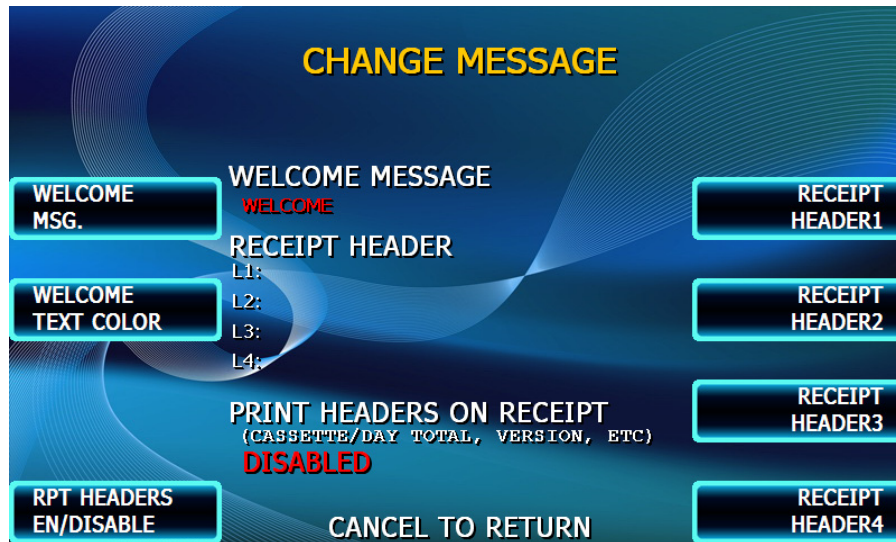 CHANGE MESSAGE
WELCOME
MSG.
WELCOME MESSAGE
WELCOME
RECEIPT
HEADER1
RECEIPT HEADER
L1:
L2:
L3:
L4:
WELCOME
TEXT COLOR
RECEIPT
HEADER2
PRINT HEADERS ON RECEIPT
(CASSETTE/DAY TOTAL, VERSION, ETC)
DISABLED
RECEIPT
HEADER3
RPT HEADERS
EN/DISABLE
CANCEL TO RETURN
RECEIPT
HEADER4